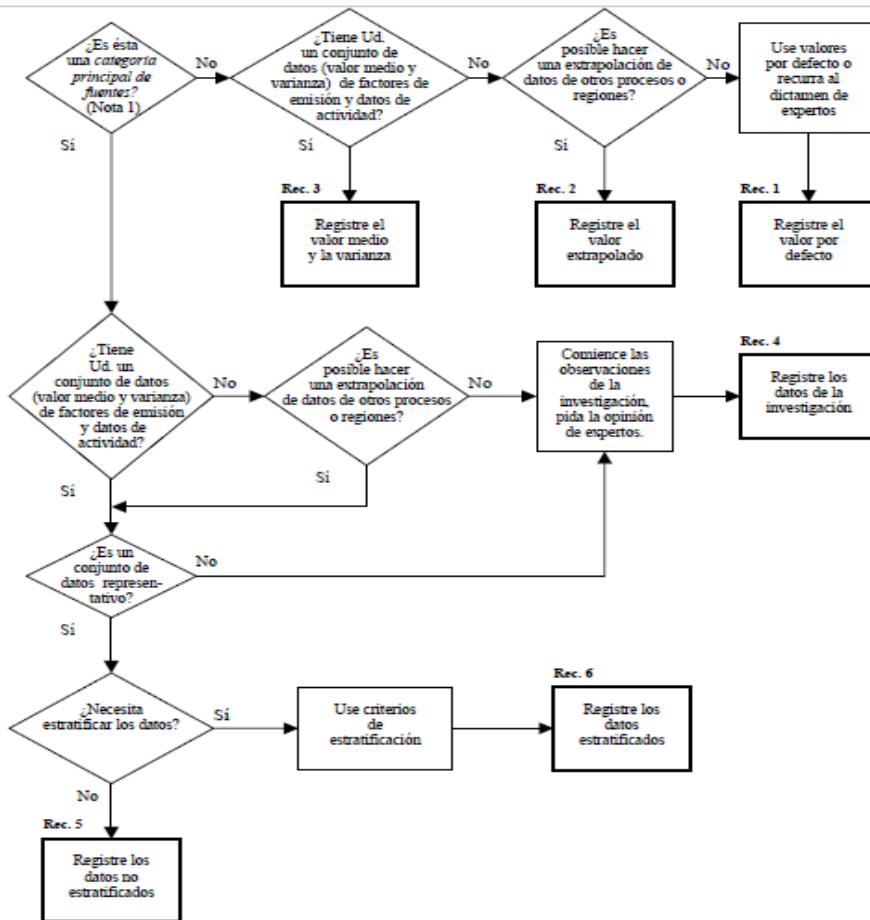 ¿Es ésta
una categoría
principal de
fuentes?
(Nota 1)
No
Sí
¿Tiene Ud.
un conjunto de
datos (valor medio y
varianza) de factores de
emisión y datos de
actividad?
No
Sí
¿Es
posible hacer
una extrapolación de
datos de otros procesos o
regiones?
No
Sí
Use valores
por defecto o
recurra al
dictamen de
expertos
Rec. 3
Registre el
valor medio
y la varianza
Rec. 2
Registre el
valor
extrapolado
Rec. 1
Registre el
valor por
defecto
¿Tiene
Ud. un
conjunto de datos
(valor medio y varianza)
de factores de emisión
y datos de
actividad?
No
Sí
¿Es
posible hacer
una extrapolación
de datos de otros procesos
o regiones?
No
Sí
Comience las
observaciones
de la
investigación,
pida la opinión
de expertos.
Rec. 4
Registre los
datos de la
investigación
¿Es un
conjunto de
datos represen-
tativo?
No
Sí
¿Necesita
estratificar los datos?
Sí
No
Use criterios
de
estratificación
Rec. 6
Registre los
datos
estratificados
Rec. 5
Registre los
datos no
estratificados